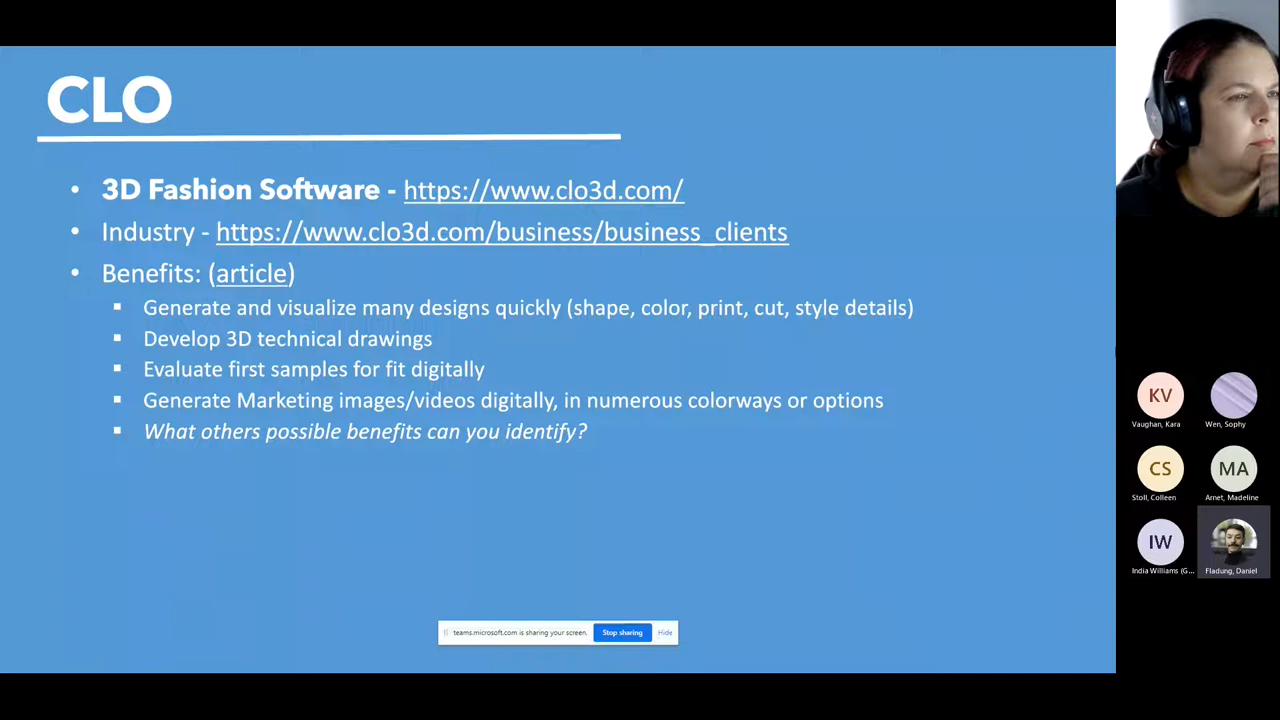 CLO
• 3D Fashion Software - https://www.clo3d.com/
• Industry - https://www.clo3d.com/business/business_clients
• Benefits: (article)
▪ Generate and visualize many designs quickly (shape, color, print, cut, style details)
▪ Develop 3D technical drawings
▪ Evaluate first samples for fit digitally
▪ Generate Marketing images/videos digitally, in numerous colorways or options
▪ What others possible benefits can you identify?
teams.microsoft.com is sharing your screen. Stop sharing Hide
KV
Vaughan, Kara Wen, Sophy
CS MA
Stoll, Colleen Arnet, Madeline
IW
India Williams (G... Fladung, Daniel